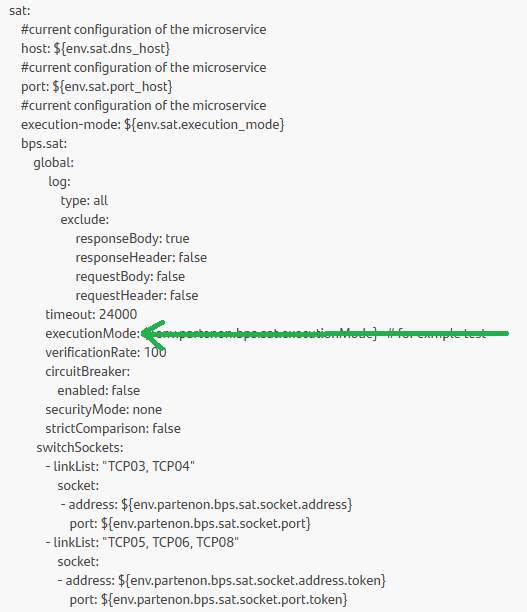 sat:
#current configuration of the microservice
host: ${env.sat.dns_host}
#current configuration of the microservice
port: ${env.sat.port_host}
#current configuration of the microservice
execution-mode: ${env.sat.execution_mode}
bps.sat:
global:
log:
type: all
exclude:
responseBody: true
responseHeader: false
requestBody: false
requestHeader: false
timeout: 24000
executionMode: ${env.partenon.bps.sat.executionMode} # for exmple test
verificationRate: 100
circuitBreaker:
enabled: false
securityMode: none
strictComparison: false
switchSockets:
- linkList: "TCP03, TCP04"
socket:
- address: ${env.partenon.bps.sat.socket.address}
port: ${env.partenon.bps.sat.socket.port}
- linkList: "TCP05, TCP06, TCP08"
socket:
- address: ${env.partenon.bps.sat.socket.address.token}
port: ${env.partenon.bps.sat.socket.port.token}